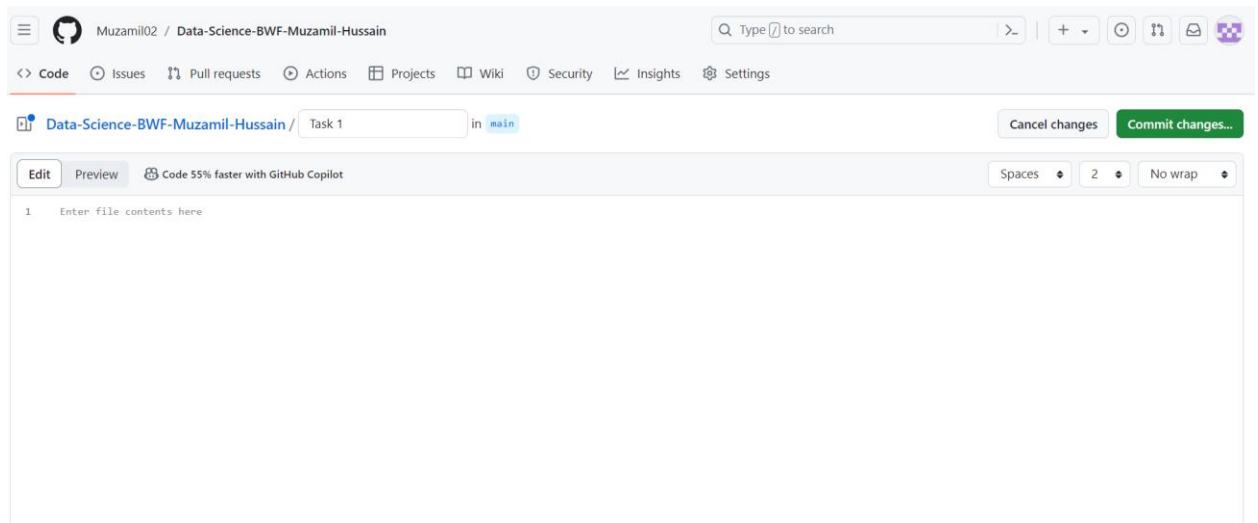 Muzamil02 / Data-Science-BWF-Muzamil-Hussain
Type / to search
Code Issues Pull requests Actions Projects Wiki Security Insights Settings
Data-Science-BWF-Muzamil-Hussain / Task 1 in main Cancel changes Commit changes...
Edit Preview Code 55% faster with GitHub Copilot Spaces 2 No wrap
1 Enter file contents here